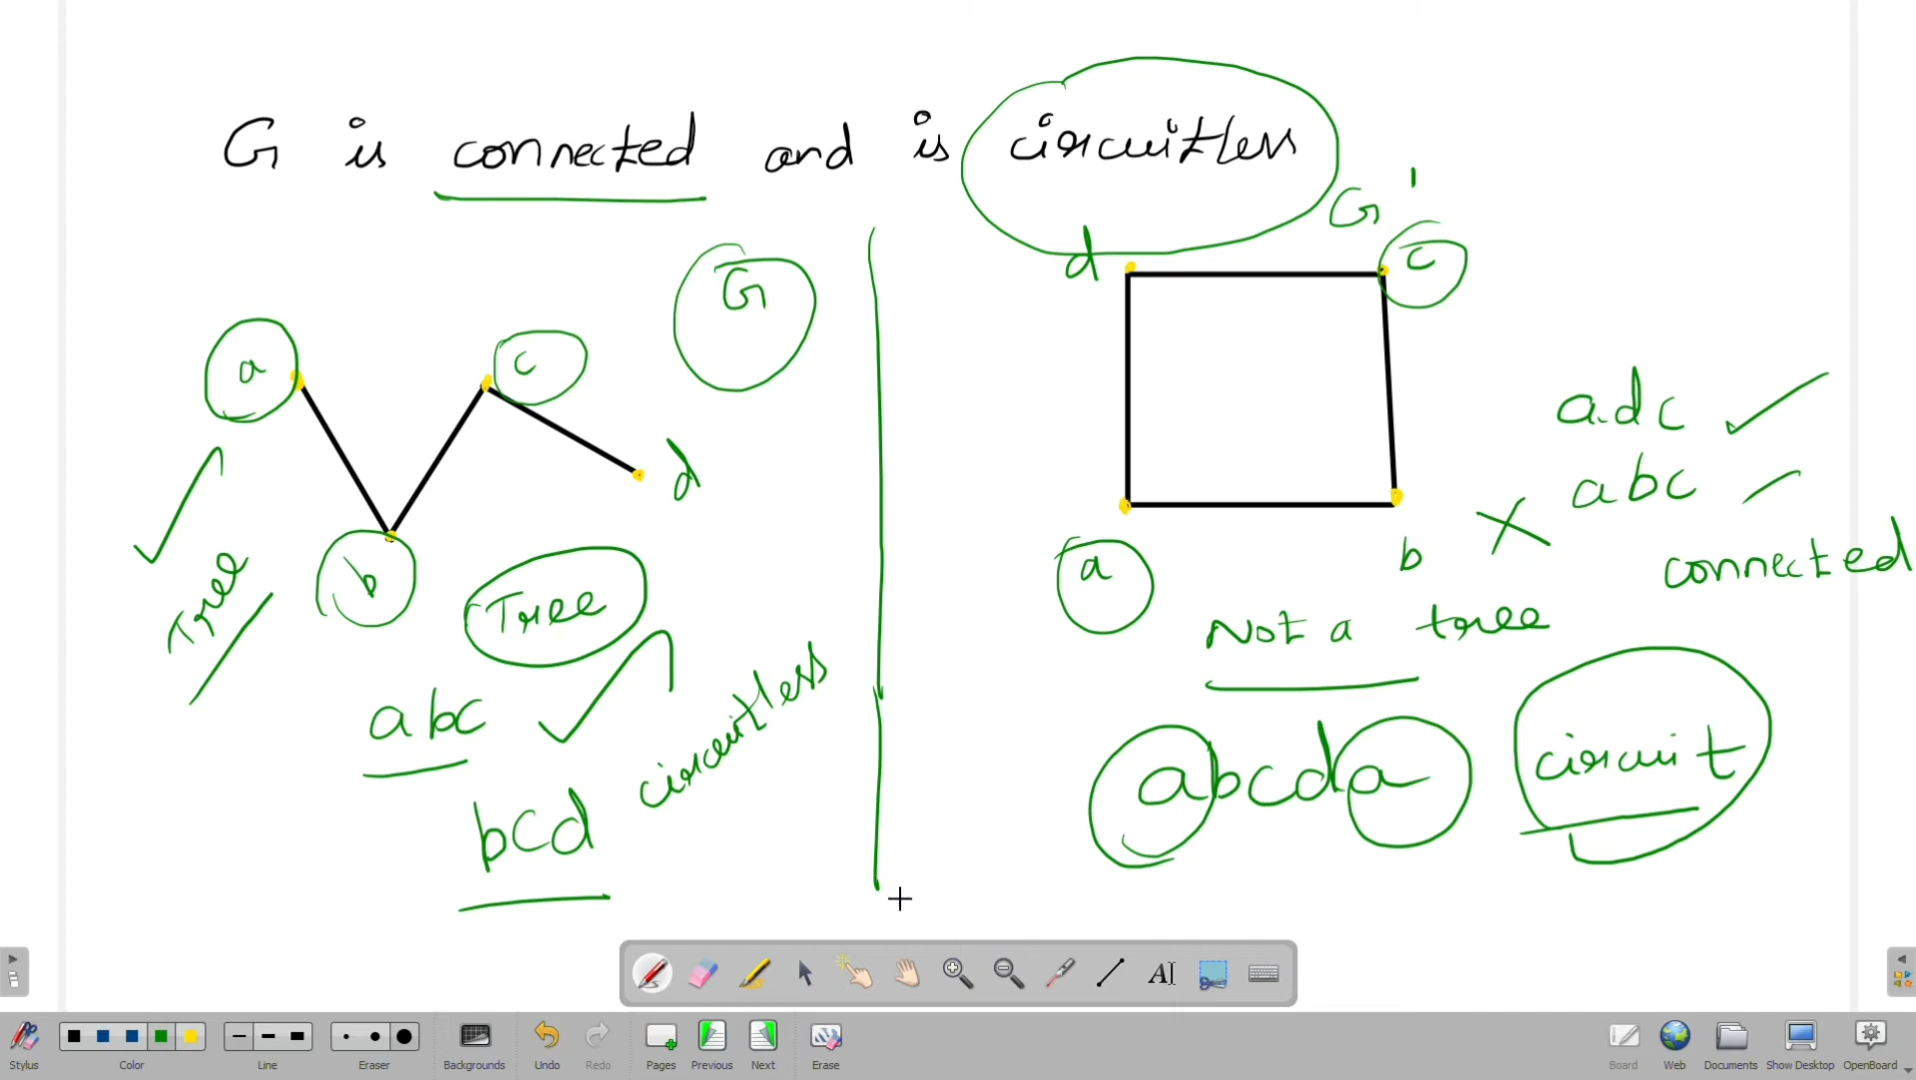 G is connected and is circuitless
G'
d
c
G
a
c
adc
d
abc
b
connected
Tree
b
a
Tree
Not a tree
abc
circuitless
abcda
circuit
bcd
AI
Stylus
Color
Line
Eraser
Backgrounds
Undo
Redo
Pages
Previous
Next
Erase
Board
Web
Documents
Show Desktop
OpenBoard